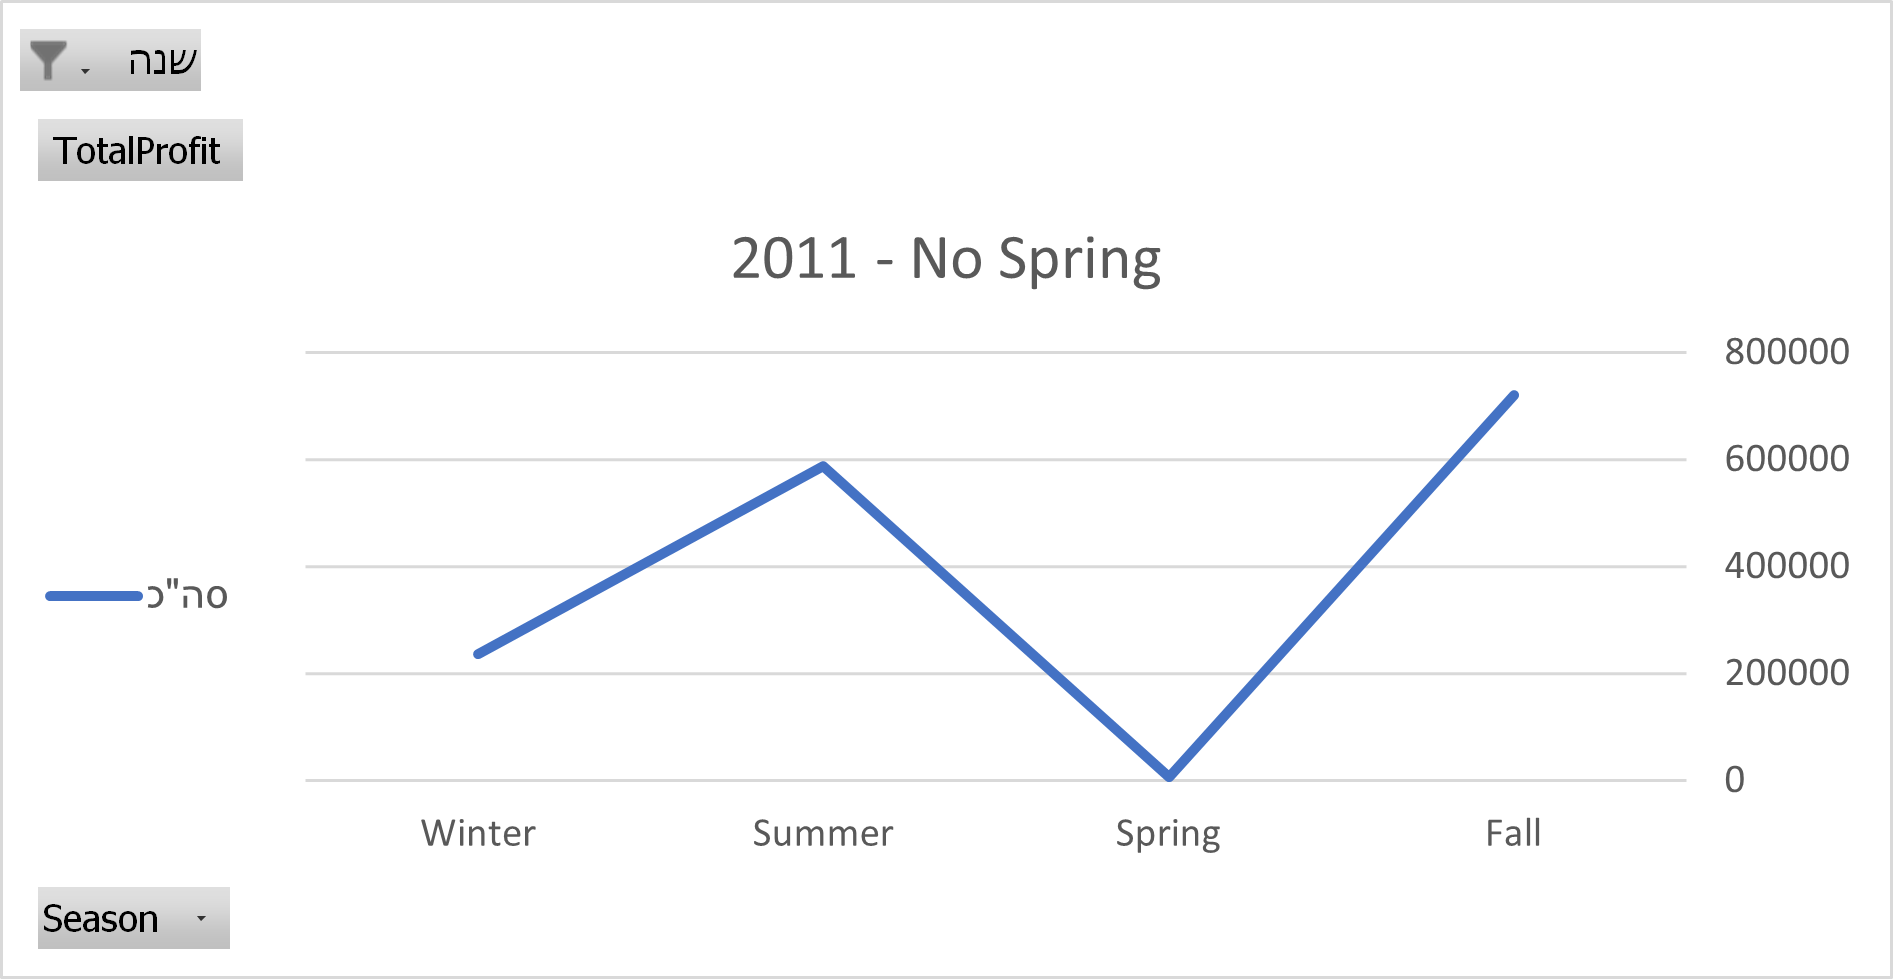 שנה
TotalProfit
2011 - No Spring
800000
600000
400000
200000
0
סה"כ
Winter Summer Spring Fall
Season